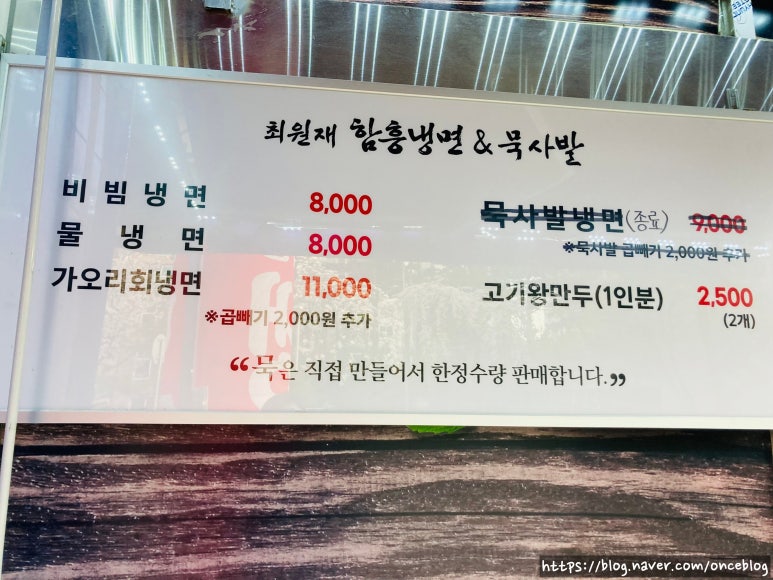 최원재 함흥냉면 & 묵사발
비빔냉면 8,000
물냉면 8,000
가오리회냉면 11,000
※곱빼기 2,000원 추가
묵사발냉면(종료) 9,000
※묵사발 곱빼기 2,000원 추가
고기왕만두(1인분) 2,500
(2개)
❝묵은 직접 만들어서 한정수량 판매합니다.❞
https://blog.naver.com/onceblog